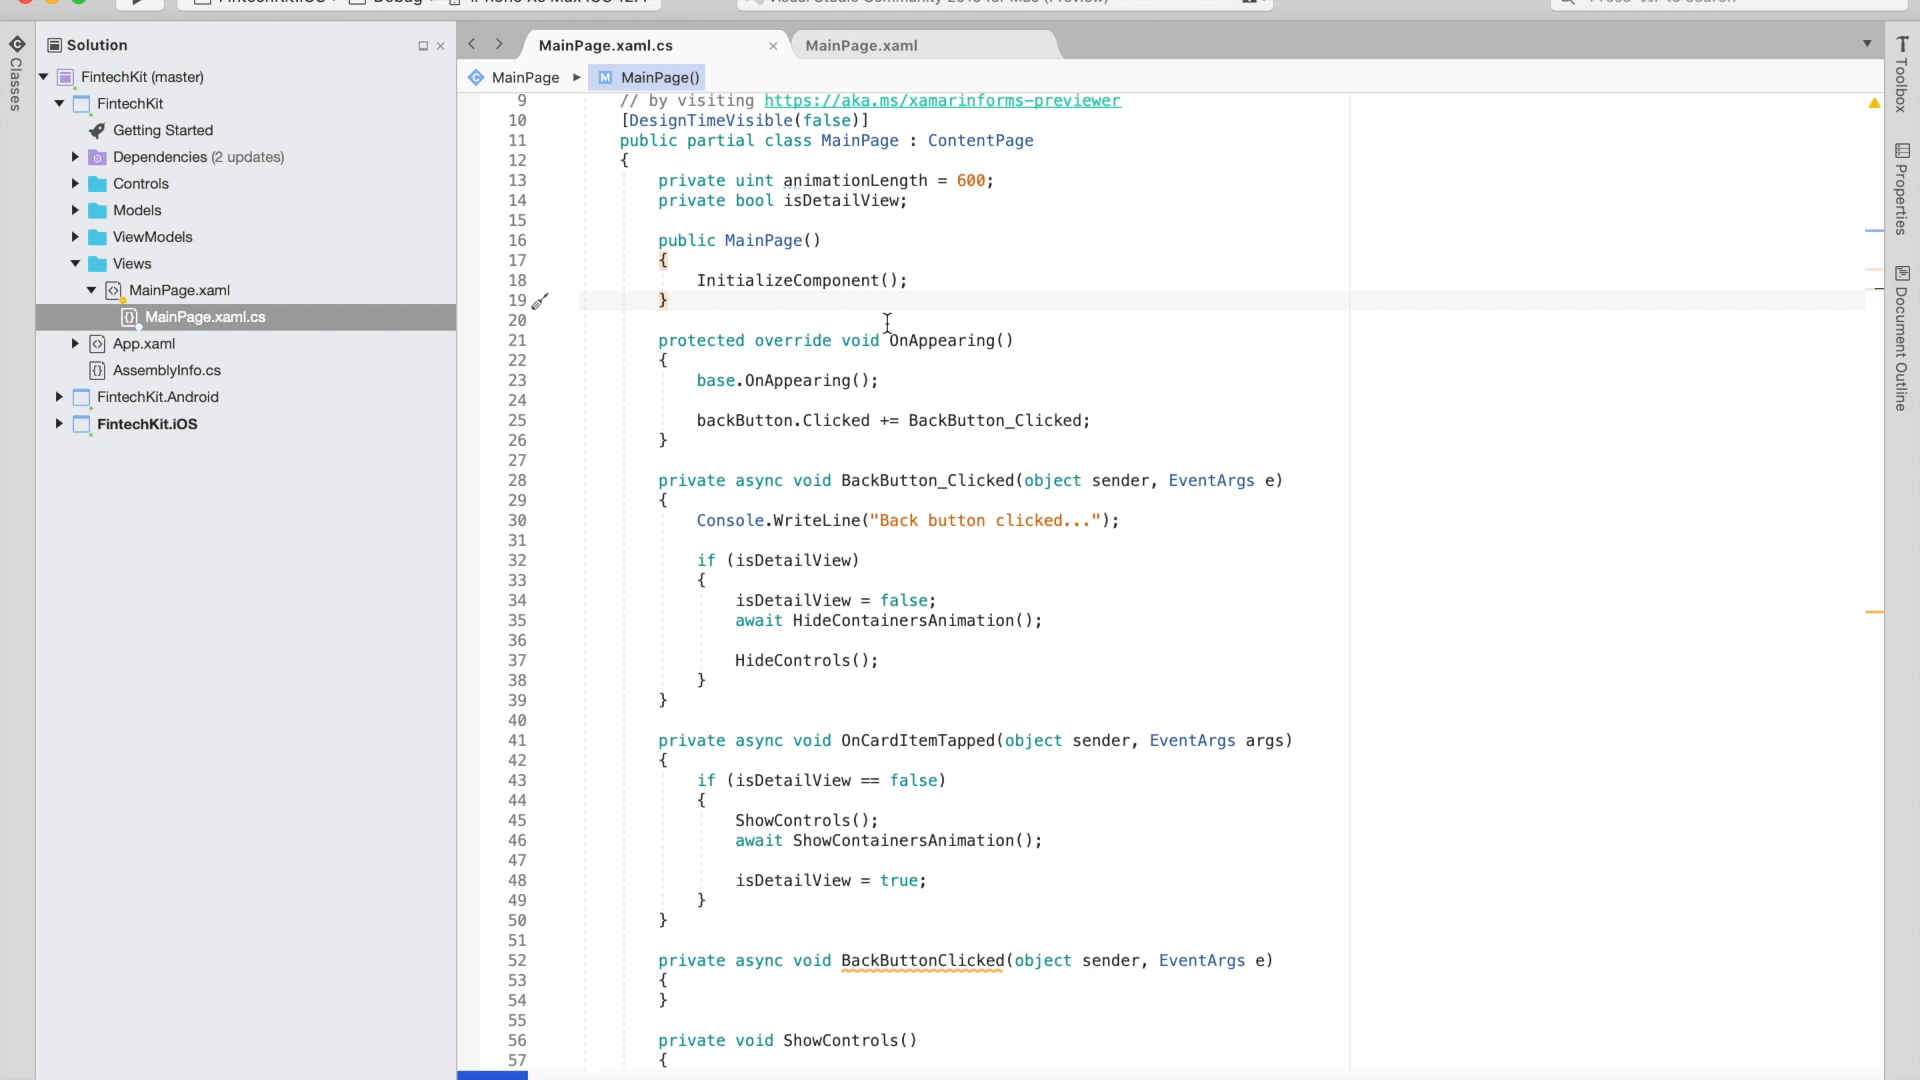 Solution
FintechKit (master)
FintechKit
Getting Started
Dependencies (2 updates)
Controls
Models
ViewModels
Views
MainPage.xaml
MainPage.xaml.cs
App.xaml
AssemblyInfo.cs
FintechKit.Android
FintechKit.iOS
Classes
MainPage.xaml.cs
MainPage.xaml
MainPage
M MainPage()
9 // by visiting https://aka.ms/xamarinforms-previewer
10 [DesignTimeVisible(false)]
11 public partial class MainPage : ContentPage
12 {
13 private uint animationLength = 600;
14 private bool isDetailView;
15
16 public MainPage()
17 {
18 InitializeComponent();
19 }
20
21 protected override void OnAppearing()
22 {
23 base.OnAppearing();
24
25 backButton.Clicked += BackButton_Clicked;
26 }
27
28 private async void BackButton_Clicked(object sender, EventArgs e)
29 {
30 Console.WriteLine("Back button clicked...");
31
32 if (isDetailView)
33 {
34 isDetailView = false;
35 await HideContainersAnimation();
36
37 HideControls();
38 }
39 }
40
41 private async void OnCardItemTapped(object sender, EventArgs args)
42 {
43 if (isDetailView == false)
44 {
45 ShowControls();
46 await ShowContainersAnimation();
47
48 isDetailView = true;
49 }
50 }
51
52 private async void BackButtonClicked(object sender, EventArgs e)
53 {
54 }
55
56 private void ShowControls()
57 {
Toolbox
Properties
Document Outline